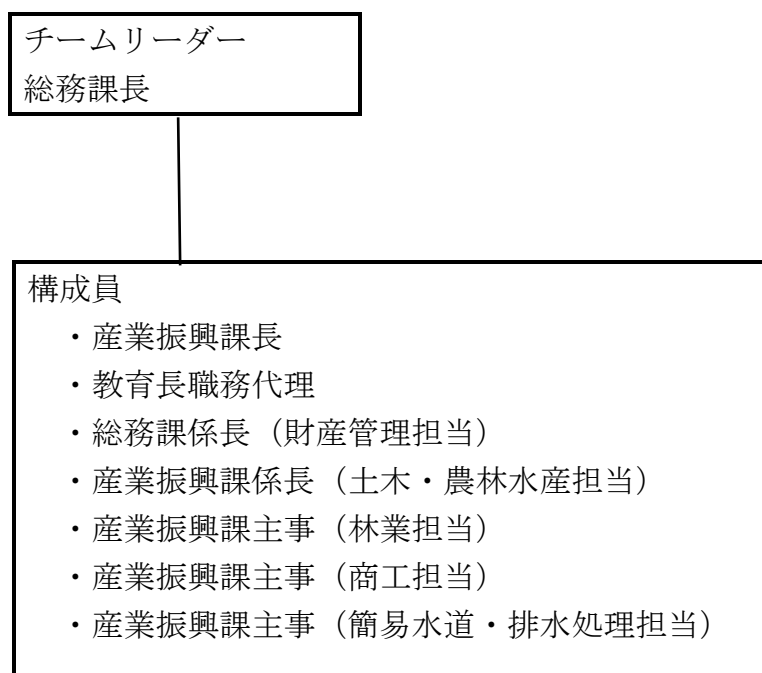 チームリーダー
総務課長
構成員
・産業振興課長
・教育長職務代理
・総務課係長（財産管理担当）
・産業振興課係長（土木・農林水産担当）
・産業振興課主事（林業担当）
・産業振興課主事（商工担当）
・産業振興課主事（簡易水道・排水処理担当）